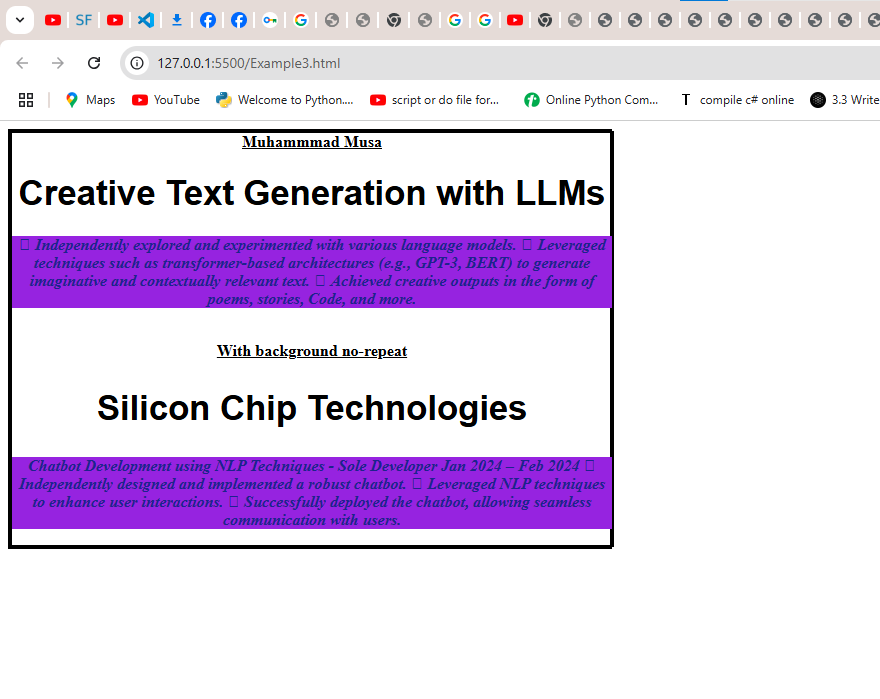 SF
127.0.0.1:5500/Example3.html
Maps YouTube Welcome to Python.... script or do file for... Online Python Com... compile c# online 3.3 Write
Muhammmad Musa
Creative Text Generation with LLMs
▯ Independently explored and experimented with various language models. ▯ Leveraged
techniques such as transformer-based architectures (e.g., GPT-3, BERT) to generate
imaginative and contextually relevant text. ▯ Achieved creative outputs in the form of
poems, stories, Code, and more.
With background no-repeat
Silicon Chip Technologies
Chatbot Development using NLP Techniques - Sole Developer Jan 2024 – Feb 2024 ▯
Independently designed and implemented a robust chatbot. ▯ Leveraged NLP techniques
to enhance user interactions. ▯ Successfully deployed the chatbot, allowing seamless
communication with users.